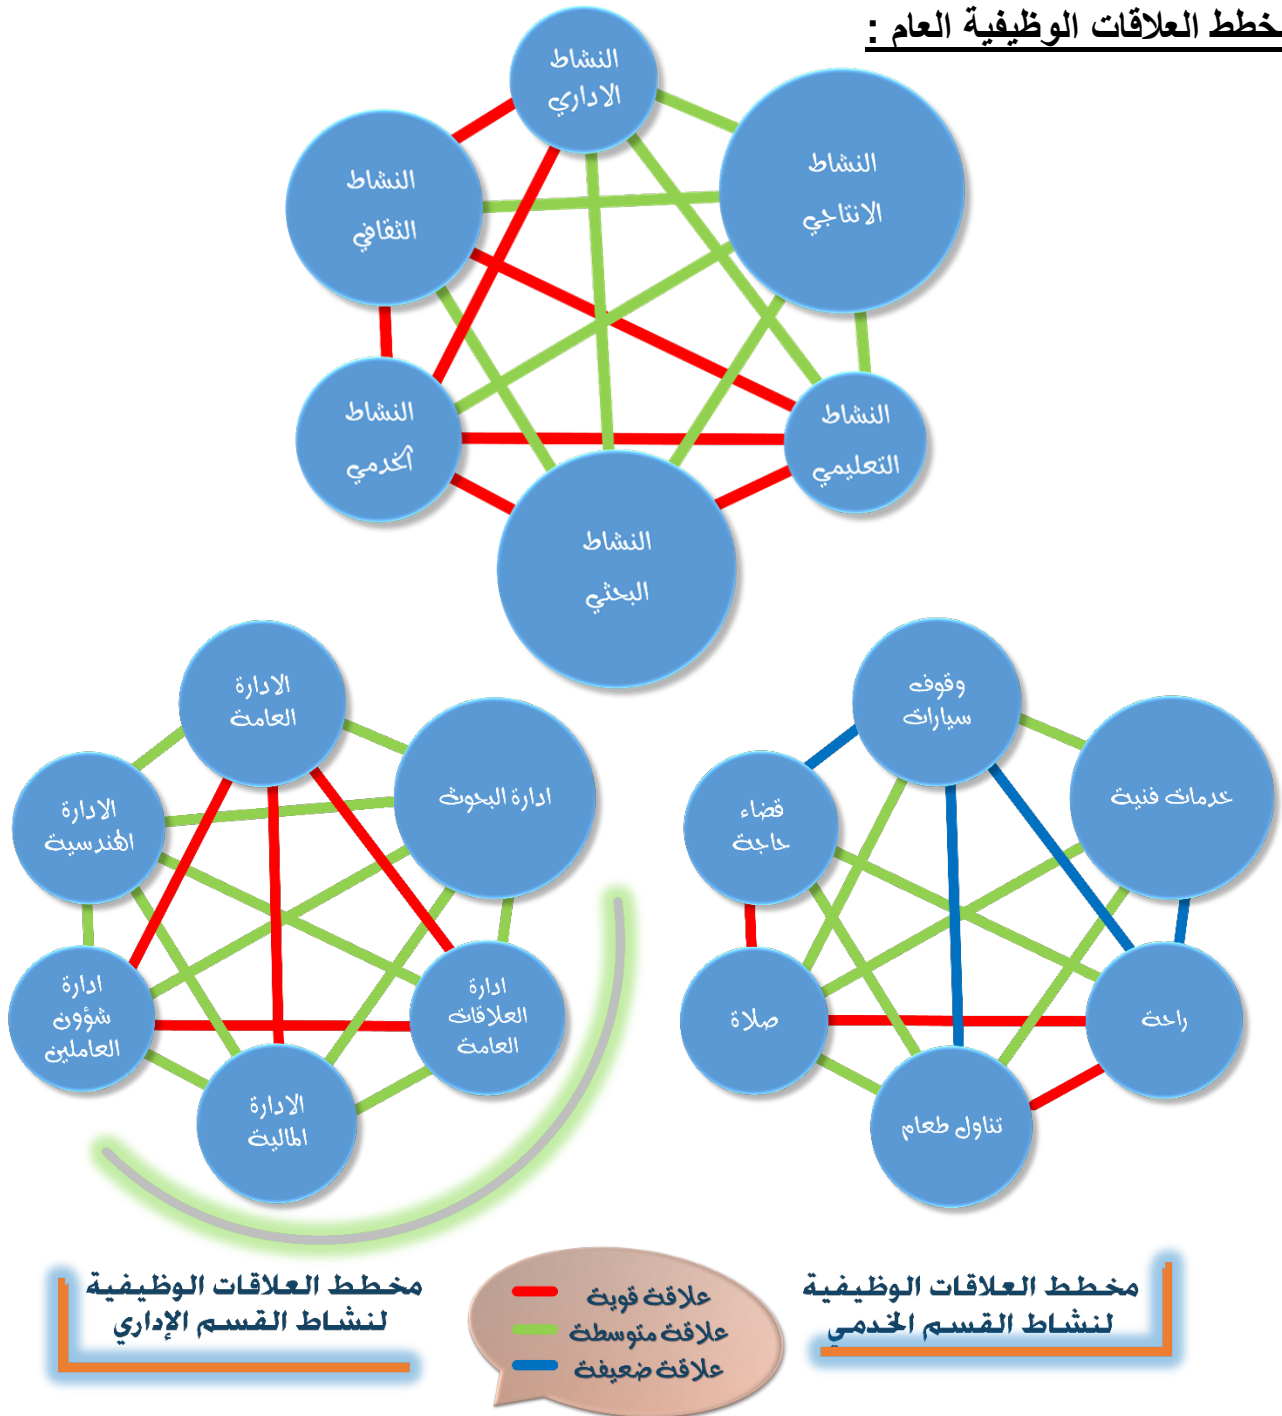 خطط العلاقات الوظيفية العام :
النشاط
الاداري
النشاط
الانتاجي
النشاط
الثقافي
النشاط
التعليمي
النشاط
الخدمي
النشاط
البحثي
وقوف
سيارات
خدمات فنية
قضاء
حاجة
راحة
صلاة
تناول طعام
الادارة
العامة
ادارة البحوث
الادارة
الهندسية
ادارة
العلاقات
العامة
ادارة
شؤون
العاملين
الادارة
المالية
مخطط العلاقات الوظيفية
لنشاط القسم الخدمي
علاقة قوية
علاقة متوسطة
علاقة ضعيفة
مخطط العلاقات الوظيفية
لنشاط القسم الإداري